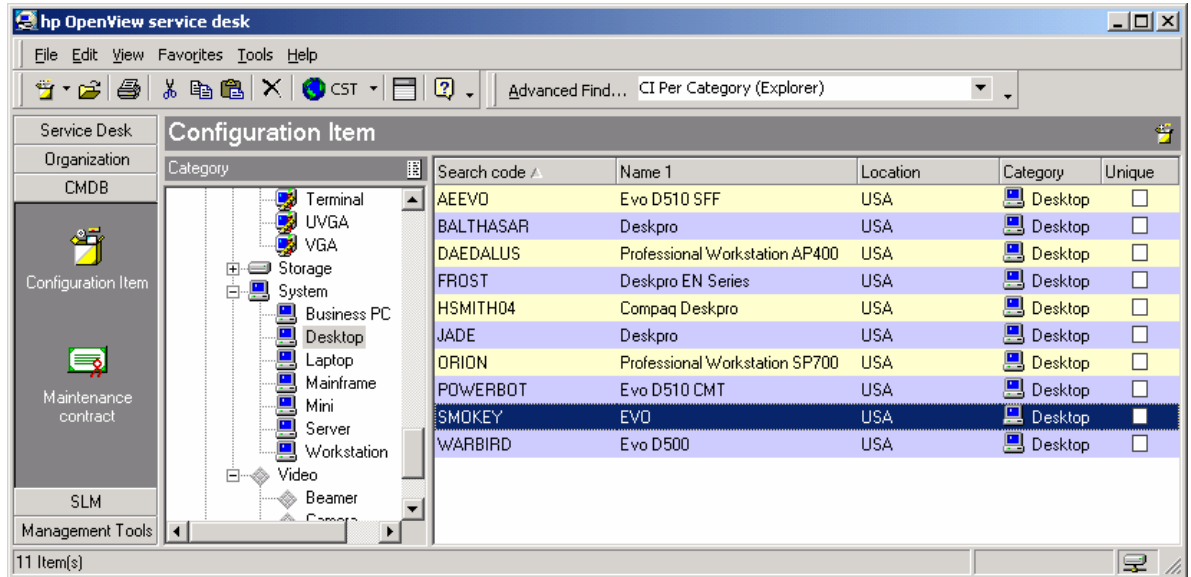 hp OpenView service desk
File Edit View Favorites Tools Help
CST Advanced Find... CI Per Category (Explorer)
Service Desk
Organization
CMDB
Configuration Item
Maintenance
contract
SLM
Management Tools
Configuration Item
Category
Terminal
UVGA
VGA
Storage
System
Business PC
Desktop
Laptop
Mainframe
Mini
Server
Workstation
Video
Beamer
Camera
Search code Name 1 Location Category Unique
AEEVO Evo D510 SFF USA Desktop
BALTHASAR Deskpro USA Desktop
DAEDALUS Professional Workstation AP400 USA Desktop
FROST Deskpro EN Series USA Desktop
HSMITH04 Compaq Deskpro USA Desktop
JADE Deskpro USA Desktop
ORION Professional Workstation SP700 USA Desktop
POWERBOT Evo D510 CMT USA Desktop
SMOKEY EVO USA Desktop
WARBIRD Evo D500 USA Desktop
11 Item(s)